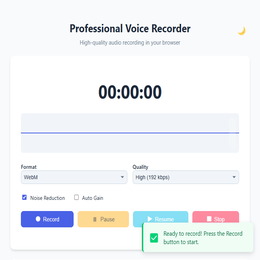 Professional Voice Recorder
High-quality audio recording in your browser
00:00:00
Format
Quality
WebM
High (192 kbps)
Noise Reduction
Auto Gain
Record
Pause
Resume
Stop
Ready to record! Press the Record
button to start.